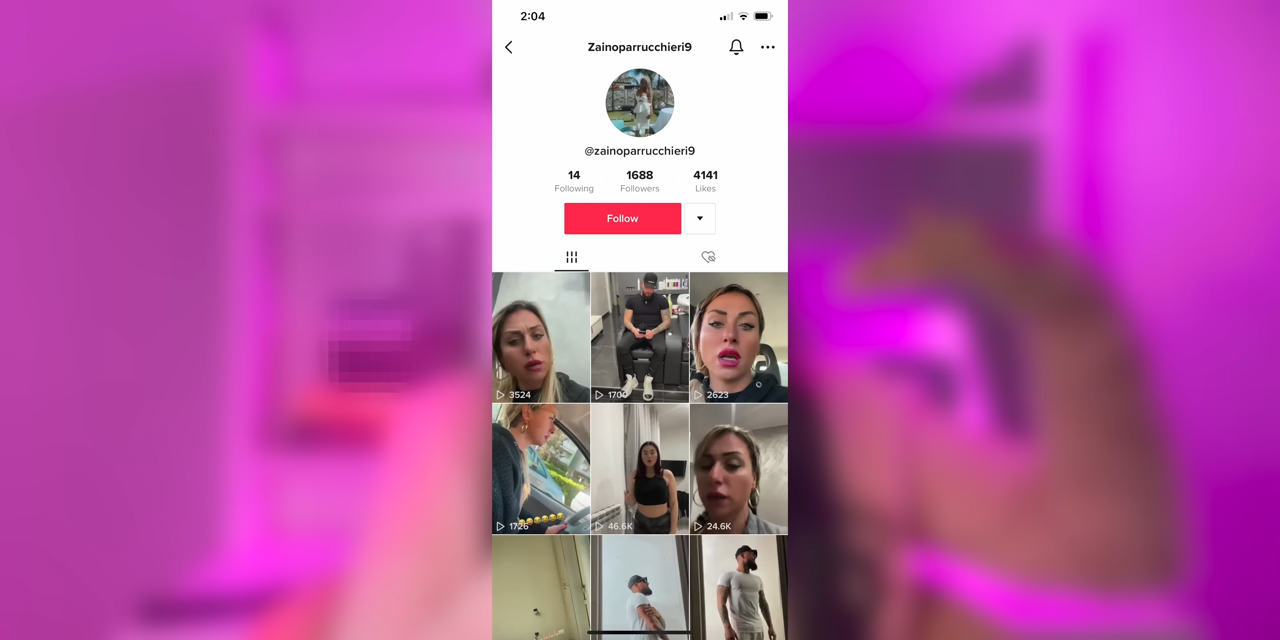 2:04
Zainoparrucchieri9
@zainoparrucchieri9
14 1688 4141
Following Followers Likes
Follow
3524 1700 2623
1726 46.6K 24.6K